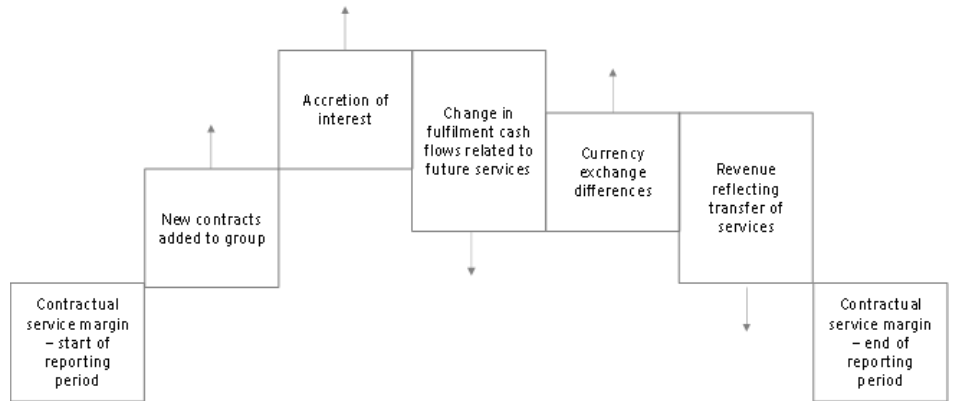 Contractual
service margin
– start of
reporting
period
New contracts
added to group
Accretion of
interest
Change in
fulfilment cash
flows related to
future services
Currency
exchange
differences
Revenue
reflecting
transfer of
services
Contractual
service margin
– end of
reporting
period